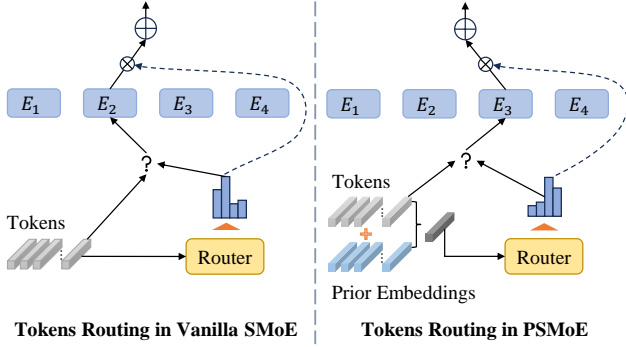 E1 E2 E3 E4
?
Tokens
Router
Tokens Routing in Vanilla SMoE
E1 E2 E3 E4
?
Tokens
+
Router
Prior Embeddings
Tokens Routing in PSMoE